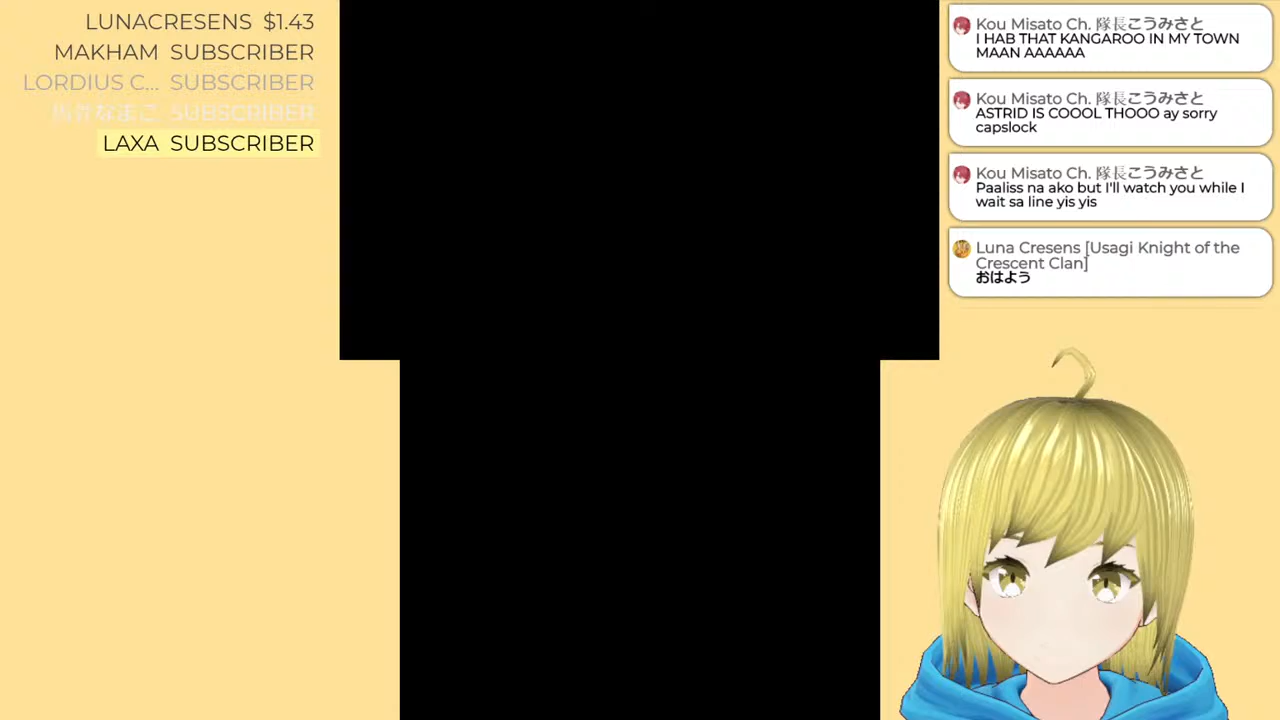 LUNACRESENS $1.43
MAKHAM SUBSCRIBER
LORDIUS C... SUBSCRIBER
なまこ SUBSCRIBER
LAXA SUBSCRIBER
Kou Misato Ch. 隊長こうみさと
I HAB THAT KANGAROO IN MY TOWN
MAAN AAAAAA
Kou Misato Ch. 隊長こうみさと
ASTRID IS COOOL THOOO ay sorry
capslock
Kou Misato Ch. 隊長こうみさと
Paaliss na ako but I'll watch you while I
wait sa line yis yis
Luna Cresens [Usagi Knight of the
Crescent Clan]
おはよう